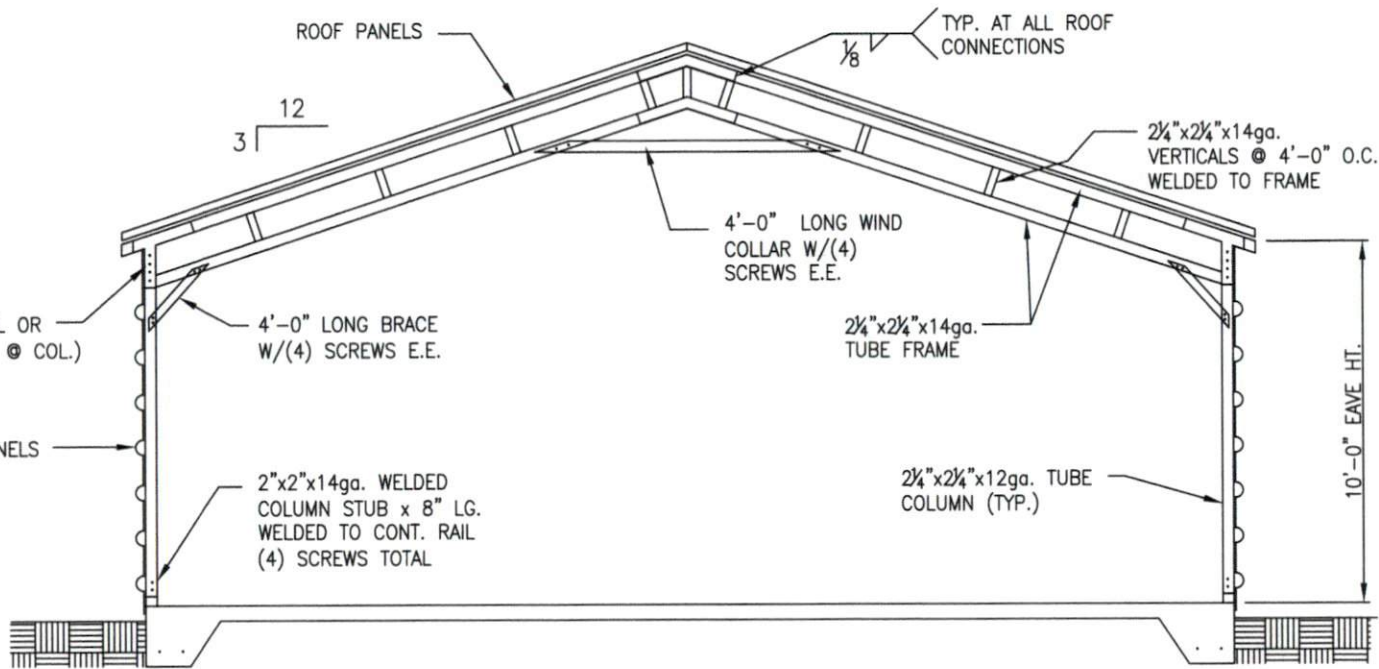 ROOF PANELS
TYP. AT ALL ROOF
CONNECTIONS
1/8
12
3
2¼"x2¼"x14ga.
VERTICALS @ 4'-0" O.C.
WELDED TO FRAME
4'-0" LONG WIND
COLLAR W/(4)
SCREWS E.E.
OR
@ COL.)
4'-0" LONG BRACE
W/(4) SCREWS E.E.
2¼"x2¼"x14ga.
TUBE FRAME
10'-0" EAVE HT.
NELS
2"x2"x14ga. WELDED
COLUMN STUB x 8" LG.
WELDED TO CONT. RAIL
(4) SCREWS TOTAL
2¼"x2¼"x12ga. TUBE
COLUMN (TYP.)